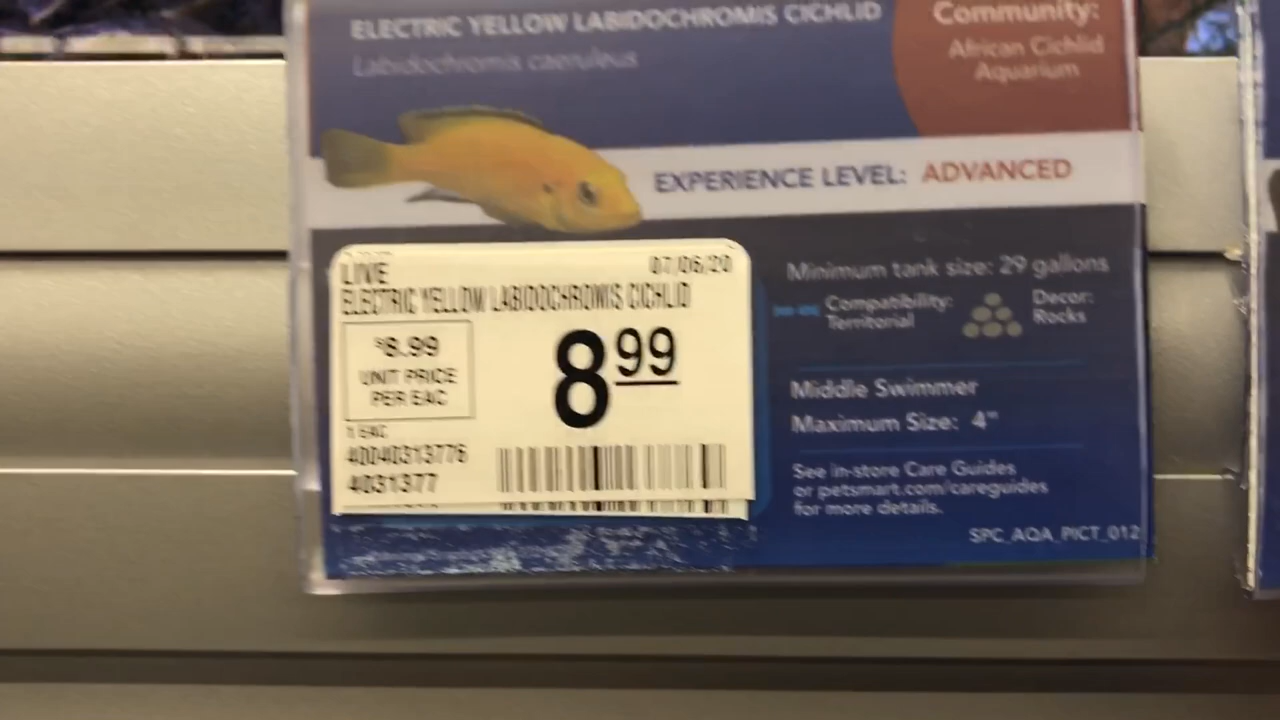 ELECTRIC YELLOW LABIDOCHROMIS CICHLID
Labidochromis caeruleus
Community:
African Cichlid
Aquarium
EXPERIENCE LEVEL: ADVANCED
LIVE
07/06/20
ELECTRIC YELLOW LABIDOCHROMIS CICHLID
$8.99
UNIT PRICE
PER EAC
8 99
1 EAC
40040313776
4031377
Minimum tank size: 29 gallons
Compatibility:
Territorial
Decor:
Rocks
Middle Swimmer
Maximum Size: 4"
See in-store Care Guides
or petsmart.com/careguides
for more details.
SPC_AQA_PICT_012